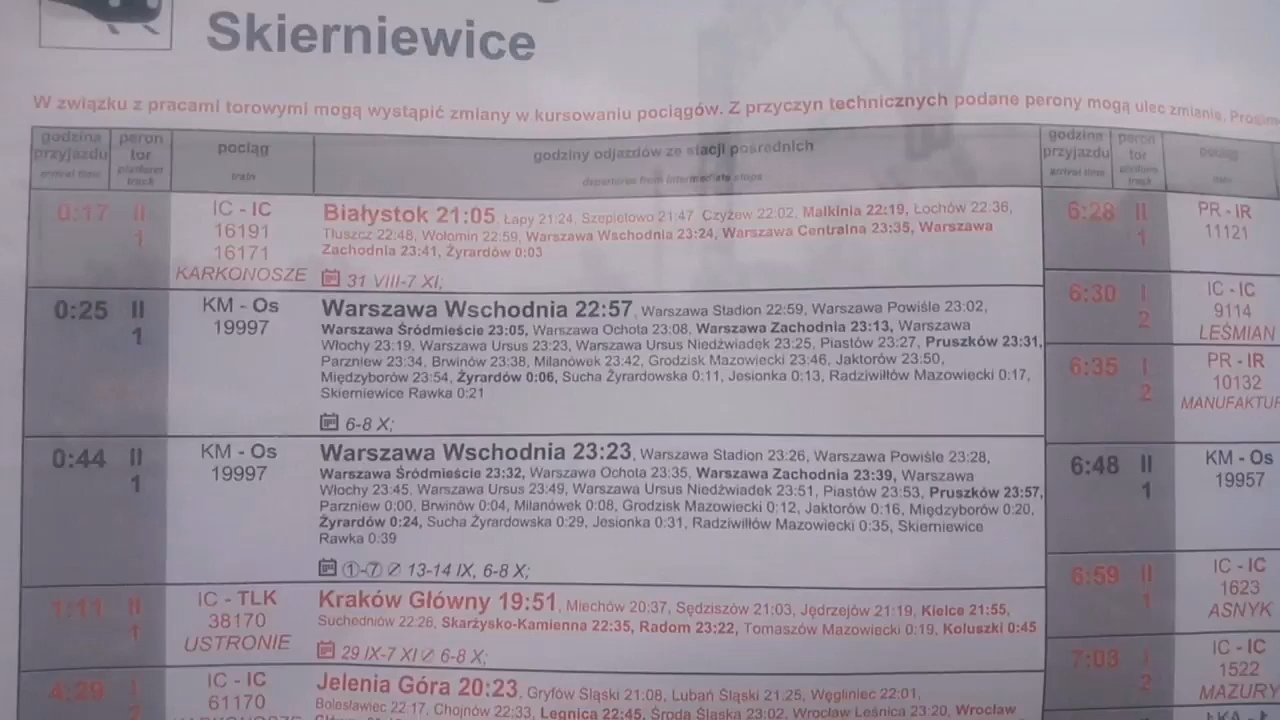 Skierniewice
W związku z pracami torowymi mogą wystąpić zmiany w kursowaniu pociągów. Z przyczyn technicznych podane perony mogą ulec zmianie. Prosim
godzina przyjazdu
arrival time
peron tor
platform track
pociąg
train
godziny odjazdów ze stacji pośrednich
departures from intermediate stops
0:17 II 1
IC - IC
16191
16171
KARKONOSZE
Białystok 21:05, Łapy 21:24, Szepietowo 21:47, Czyżew 22:02, Małkinia 22:19, Łochów 22:36,
Tłuszcz 22:48, Wołomin 22:59, Warszawa Wschodnia 23:24, Warszawa Centralna 23:35, Warszawa
Zachodnia 23:41, Żyrardów 0:03
31 VIII-7 XI;
0:25 II 1
KM - Os
19997
Warszawa Wschodnia 22:57, Warszawa Stadion 22:59, Warszawa Powiśle 23:02,
Warszawa Śródmieście 23:05, Warszawa Ochota 23:08, Warszawa Zachodnia 23:13, Warszawa
Włochy 23:19, Warszawa Ursus 23:23, Warszawa Ursus Niedźwiadek 23:25, Piastów 23:27, Pruszków 23:31,
Parzniew 23:34, Brwinów 23:38, Milanówek 23:42, Grodzisk Mazowiecki 23:46, Jaktorów 23:50,
Międzyborów 23:54, Żyrardów 0:06, Sucha Żyrardowska 0:11, Jesionka 0:13, Radziwiłłów Mazowiecki 0:17,
Skierniewice Rawka 0:21
6-8 X;
0:44 II 1
KM - Os
19997
Warszawa Wschodnia 23:23, Warszawa Stadion 23:26, Warszawa Powiśle 23:28,
Warszawa Śródmieście 23:32, Warszawa Ochota 23:35, Warszawa Zachodnia 23:39, Warszawa
Włochy 23:45, Warszawa Ursus 23:49, Warszawa Ursus Niedźwiadek 23:51, Piastów 23:53, Pruszków 23:57,
Parzniew 0:00, Brwinów 0:04, Milanówek 0:08, Grodzisk Mazowiecki 0:12, Jaktorów 0:16, Międzyborów 0:20,
Żyrardów 0:24, Sucha Żyrardowska 0:29, Jesionka 0:31, Radziwiłłów Mazowiecki 0:35, Skierniewice
Rawka 0:39
①-⑦ ⊘ 13-14 IX, 6-8 X;
1:11 II 1
IC - TLK
38170
USTRONIE
Kraków Główny 19:51, Miechów 20:37, Sędziszów 21:03, Jędrzejów 21:19, Kielce 21:55,
Suchedniów 22:26, Skarżysko-Kamienna 22:35, Radom 23:22, Tomaszów Mazowiecki 0:19, Koluszki 0:45
29 IX-7 XI ⊘ 6-8 X;
4:29 I 2
IC - IC
61170
Jelenia Góra 20:23, Gryfów Śląski 21:08, Lubań Śląski 21:25, Węgliniec 22:01,
Bolesławiec 22:17, Chojnów 22:33, Legnica 22:45, Środa Śląska 23:02, Wrocław Leśnica 23:20, Wrocław
godzina przyjazdu
arrival time
peron tor
platform track
pociąg
6:28 II 1
PR - IR
11121
6:30 I 2
IC - IC
9114
LEŚMIAN
6:35 I 2
PR - IR
10132
MANUFAKTUR
6:48 II 1
KM - Os
19957
6:59 II 1
IC - IC
1623
ASNYK
7:03 I 2
IC - IC
1522
MAZURY